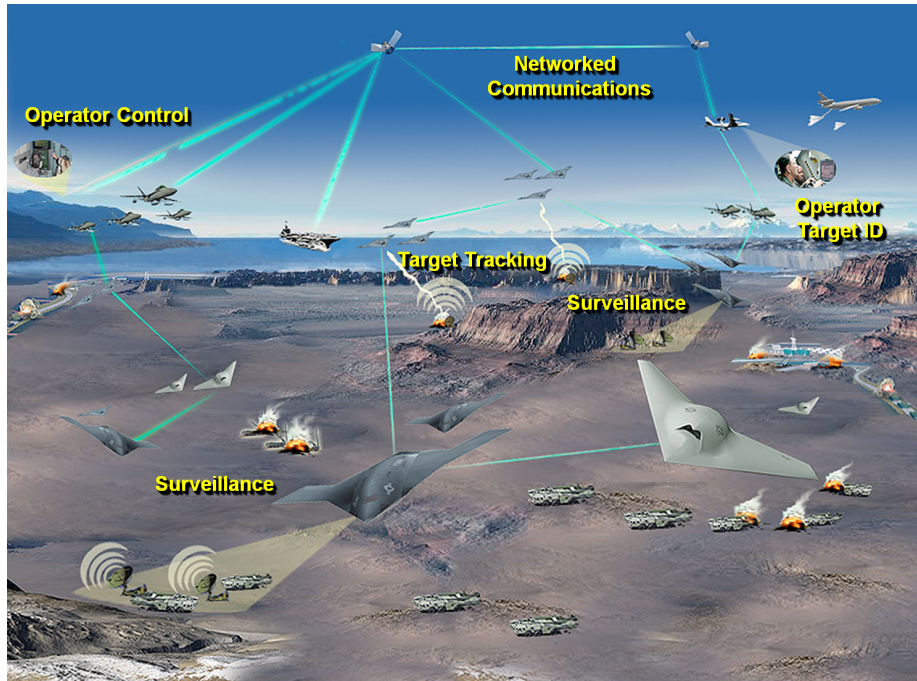 Networked
Communications
Operator Control
Operator
Target ID
Target Tracking
Surveillance
Surveillance